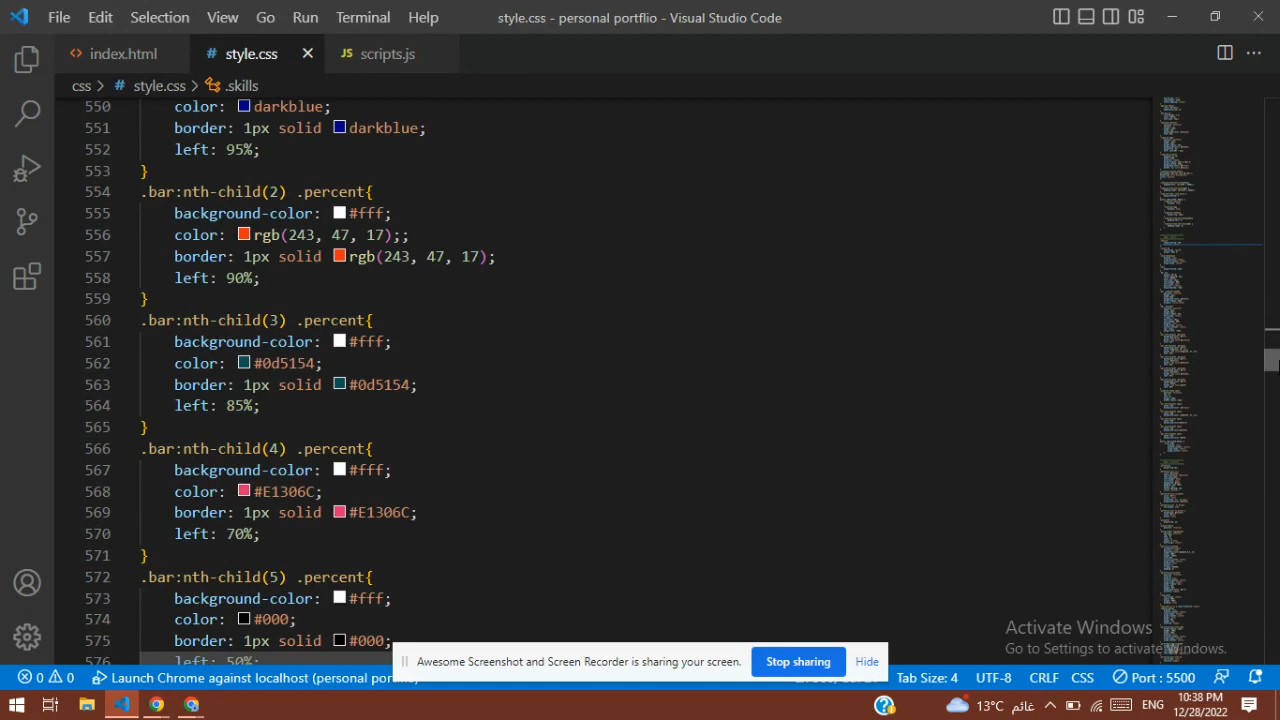 File Edit Selection View Go Run Terminal Help style.css - personal portflio - Visual Studio Code
index.html # style.css JS scripts.js
css > # style.css > .skills
550 color: darkblue;
551 border: 1px solid darkblue;
552 left: 95%;
553 }
554 .bar:nth-child(2) .percent{
555 background-color: #fff;
556 color: rgb(243, 47, 17);;
557 border: 1px solid rgb(243, 47, 17);
558 left: 90%;
559 }
560 .bar:nth-child(3) .percent{
561 background-color: #fff;
562 color: #0d5154;
563 border: 1px solid #0d5154;
564 left: 85%;
565 }
566 .bar:nth-child(4) .percent{
567 background-color: #fff;
568 color: #E1306C;
569 border: 1px solid #E1306C;
570 left: 70%;
571 }
572 .bar:nth-child(5) .percent{
573 background-color: #fff;
574 color: #000;
575 border: 1px solid #000;
576 left: 50%;
Activate Windows
Go to Settings to activate Windows.
Awesome Screenshot and Screen Recorder is sharing your screen. Stop sharing Hide
0 0 Launch Chrome against localhost (personal Tab Size: 4 UTF-8 CRLF CSS Port : 5500
13°C غائم ENG 10:38 PM
12/28/2022